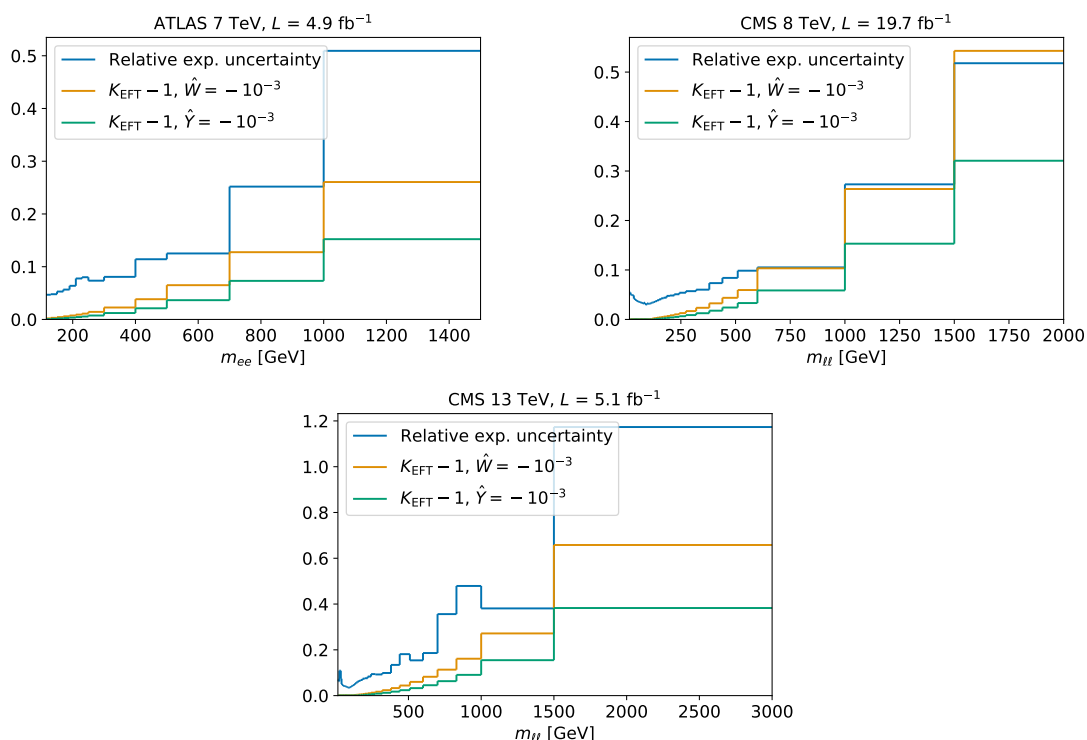 ATLAS 7 TeV, L = 4.9 fb⁻¹
Relative exp. uncertainty
K_EFT − 1, Ŵ = −10⁻³
K_EFT − 1, Ŷ = −10⁻³
0.5
0.4
0.3
0.2
0.1
0.0
200 400 600 800 1000 1200 1400
m_ee [GeV]
CMS 8 TeV, L = 19.7 fb⁻¹
Relative exp. uncertainty
K_EFT − 1, Ŵ = −10⁻³
K_EFT − 1, Ŷ = −10⁻³
0.5
0.4
0.3
0.2
0.1
0.0
250 500 750 1000 1250 1500 1750 2000
m_ℓℓ [GeV]
CMS 13 TeV, L = 5.1 fb⁻¹
Relative exp. uncertainty
K_EFT − 1, Ŵ = −10⁻³
K_EFT − 1, Ŷ = −10⁻³
1.2
1.0
0.8
0.6
0.4
0.2
0.0
500 1000 1500 2000 2500 3000
m_ℓℓ [GeV]